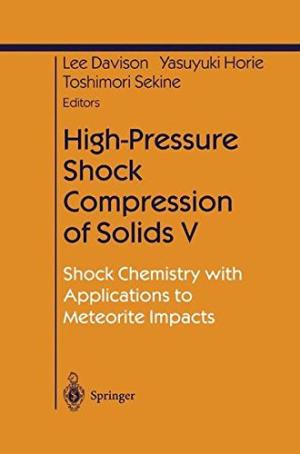 Lee Davison Yasuyuki Horie
Toshimori Sekine
Editors
High-Pressure
Shock
Compression
of Solids V
Shock Chemistry with
Applications to
Meteorite Impacts
Springer